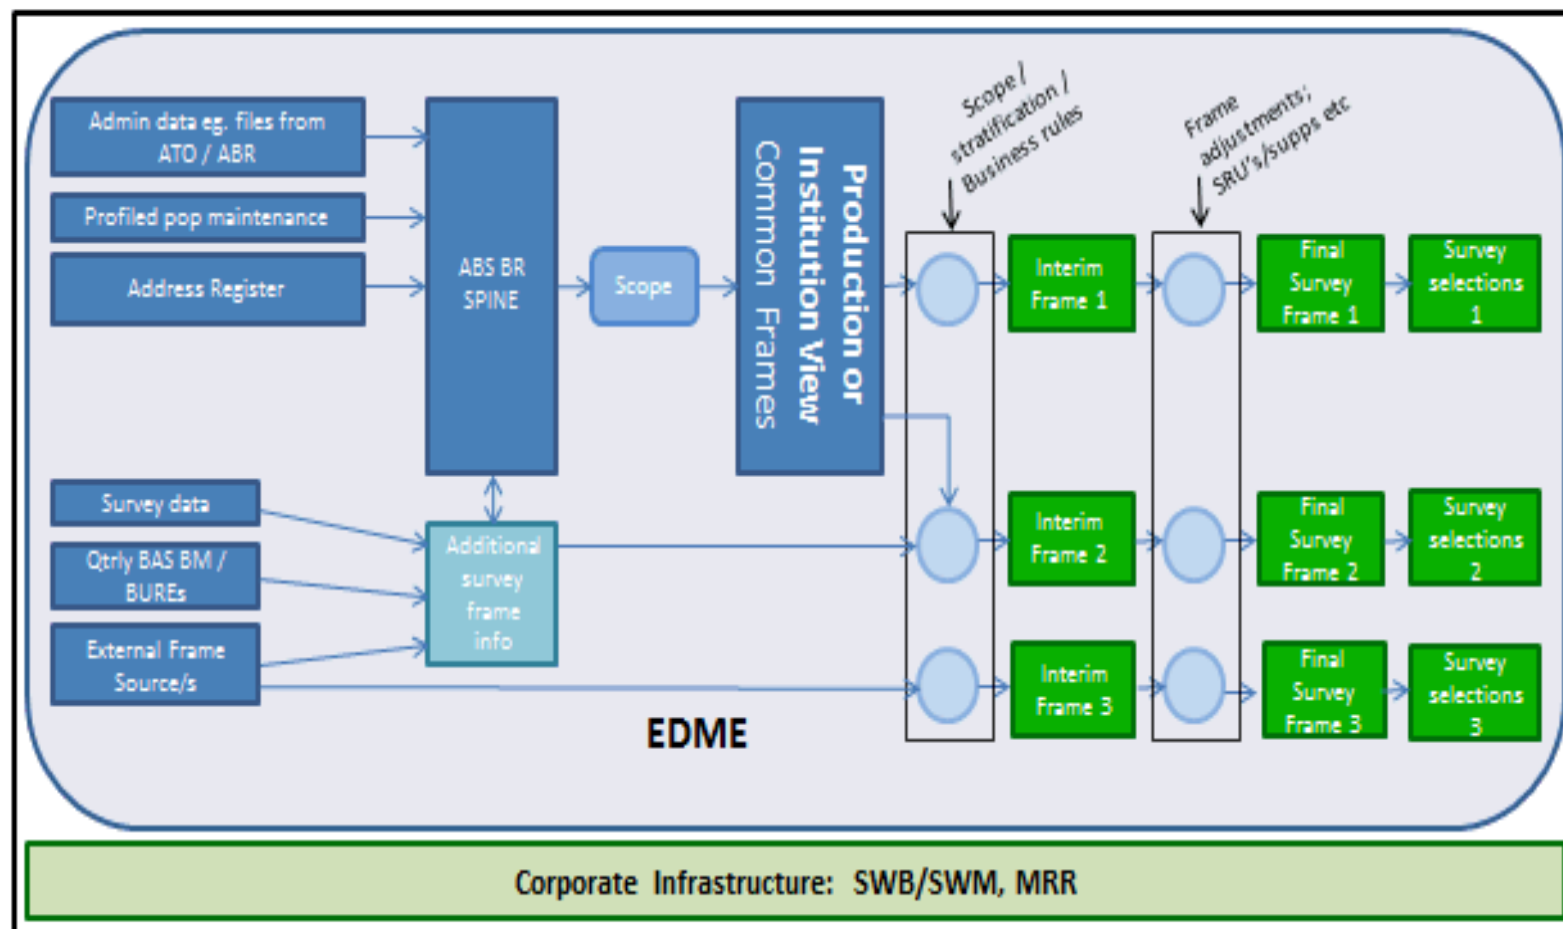 Admin data eg. files from
ATO / ABR
Profiled pop maintenance
Address Register
Survey data
Qtrly BAS BM /
BUREs
External Frame
Source/s
ABS BR
SPINE
Additional
survey
frame
info
Scope
Production or
Institution View
Common Frames
Scope /
stratification /
Business rules
Frame
adjustments;
SRU's/supps etc
Interim
Frame 1
Final
Survey
Frame 1
Survey
selections
1
Interim
Frame 2
Final
Survey
Frame 2
Survey
selections
2
Interim
Frame 3
Final
Survey
Frame 3
Survey
selections
3
EDME
Corporate Infrastructure: SWB/SWM, MRR